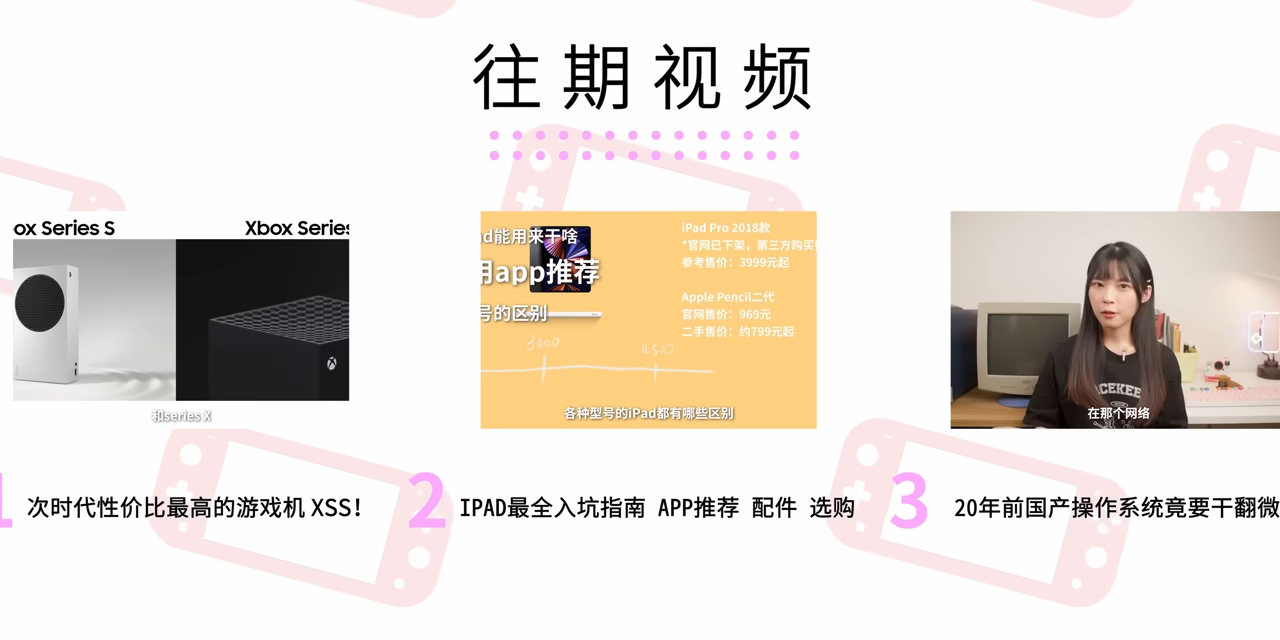 往期视频
ox Series S
Xbox Series
和series X
ad能用来干啥
用app推荐
号的区别
3000
4500
iPad Pro 2018款
*官网已下架，第三方购买
参考售价：3999元起
Apple Pencil二代
官网售价：969元
二手售价：约799元起
各种型号的iPad都有哪些区别
ICEKEE
在那个网络
1 次时代性价比最高的游戏机 XSS！
2 IPAD最全入坑指南 APP推荐 配件 选购
3 20年前国产操作系统竟要干翻微